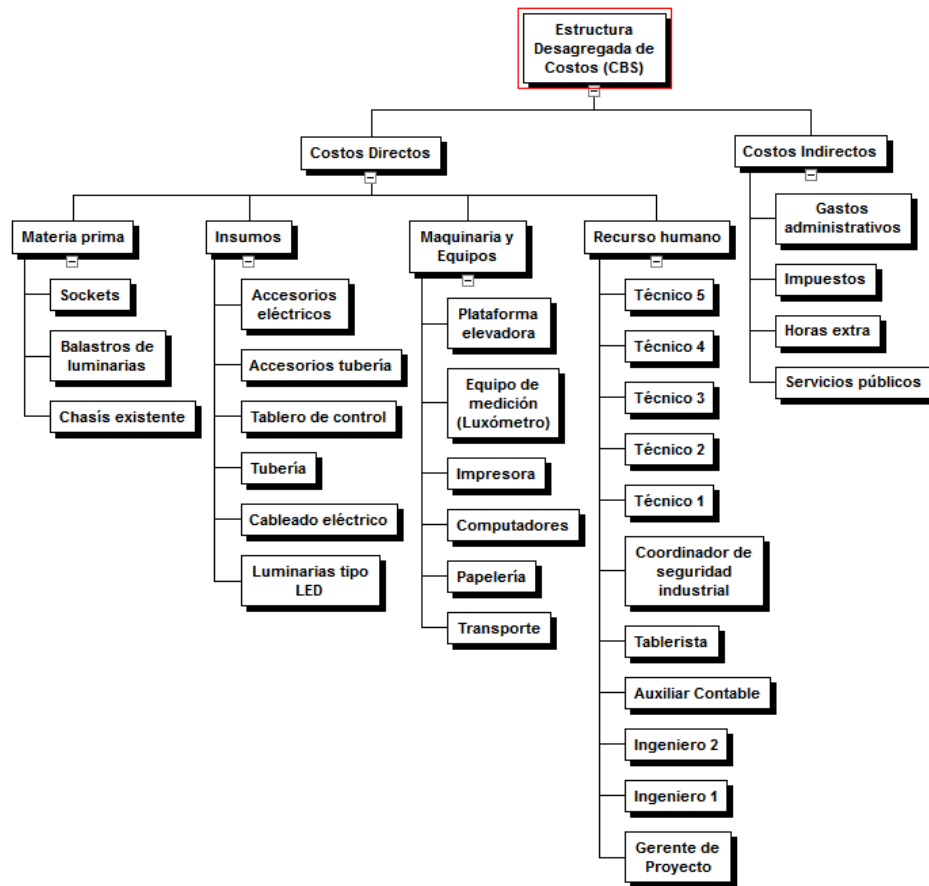 Estructura
Desagregada de
Costos (CBS)
Costos Directos
Costos Indirectos
Materia prima
Sockets
Balastros de
luminarias
Chasís existente
Insumos
Accesorios
eléctricos
Accesorios tubería
Tablero de control
Tubería
Cableado eléctrico
Luminarias tipo
LED
Maquinaria y
Equipos
Plataforma
elevadora
Equipo de
medición
(Luxómetro)
Impresora
Computadores
Papelería
Transporte
Recurso humano
Técnico 5
Técnico 4
Técnico 3
Técnico 2
Técnico 1
Coordinador de
seguridad
industrial
Tablerista
Auxiliar Contable
Ingeniero 2
Ingeniero 1
Gerente de
Proyecto
Gastos
administrativos
Impuestos
Horas extra
Servicios públicos